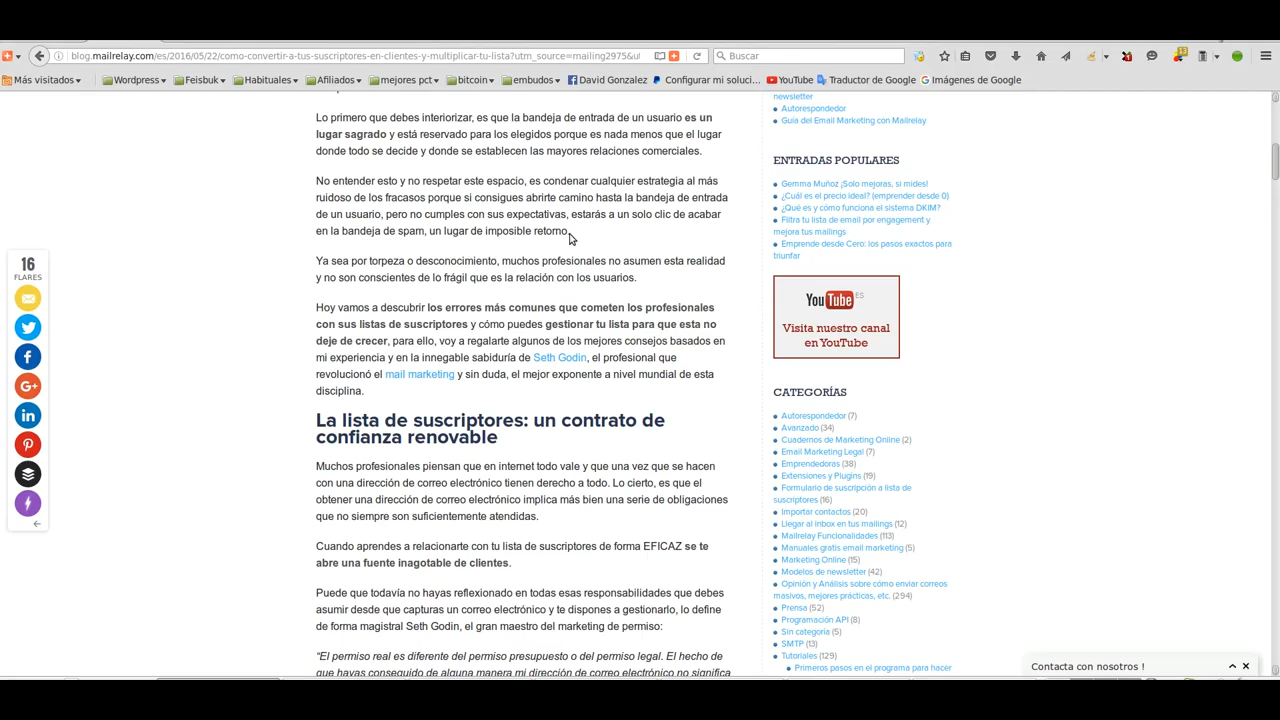 blog.mailrelay.com/es/2016/05/22/como-convertir-a-tus-suscriptores-en-clientes-y-multiplicar-tu-lista?utm_source=mailing2975&ut
Buscar
13
Más visitados
Wordpress
Feisbuk
Habituales
Afiliados
mejores pct
bitcoin
embudos
David Gonzalez
Configurar mi soluci...
YouTube
Traductor de Google
Imágenes de Google
Lo primero que debes interiorizar, es que la bandeja de entrada de un usuario es un
lugar sagrado y está reservado para los elegidos porque es nada menos que el lugar
donde todo se decide y donde se establecen las mayores relaciones comerciales.
No entender esto y no respetar este espacio, es condenar cualquier estrategia al más
ruidoso de los fracasos porque si consigues abrirte camino hasta la bandeja de entrada
de un usuario, pero no cumples con sus expectativas, estarás a un solo clic de acabar
en la bandeja de spam, un lugar de imposible retorno.
Ya sea por torpeza o desconocimiento, muchos profesionales no asumen esta realidad
y no son conscientes de lo frágil que es la relación con los usuarios.
Hoy vamos a descubrir los errores más comunes que cometen los profesionales
con sus listas de suscriptores y cómo puedes gestionar tu lista para que esta no
deje de crecer, para ello, voy a regalarte algunos de los mejores consejos basados en
mi experiencia y en la innegable sabiduría de Seth Godin, el profesional que
revolucionó el mail marketing y sin duda, el mejor exponente a nivel mundial de esta
disciplina.
La lista de suscriptores: un contrato de
confianza renovable
Muchos profesionales piensan que en internet todo vale y que una vez que se hacen
con una dirección de correo electrónico tienen derecho a todo. Lo cierto, es que el
obtener una dirección de correo electrónico implica más bien una serie de obligaciones
que no siempre son suficientemente atendidas.
Cuando aprendes a relacionarte con tu lista de suscriptores de forma EFICAZ se te
abre una fuente inagotable de clientes.
Puede que todavía no hayas reflexionado en todas esas responsabilidades que debes
asumir desde que capturas un correo electrónico y te dispones a gestionarlo, lo define
de forma magistral Seth Godin, el gran maestro del marketing de permiso:
“El permiso real es diferente del permiso presupuesto o del permiso legal. El hecho de
que hayas conseguido de alguna manera mi dirección de correo electrónico no significa
16
FLARES
newsletter
Autorespondedor
Guía del Email Marketing con Mailrelay
ENTRADAS POPULARES
Gemma Muñoz ¡Solo mejoras, si mides!
¿Cuál es el precio ideal? (emprender desde 0)
¿Qué es y cómo funciona el sistema DKIM?
Filtra tu lista de email por engagement y
mejora tus mailings
Emprende desde Cero: los pasos exactos para
triunfar
YouTube ES
Visita nuestro canal
en YouTube
CATEGORÍAS
Autorespondedor (7)
Avanzado (34)
Cuadernos de Marketing Online (2)
Email Marketing Legal (7)
Emprendedoras (38)
Extensiones y Plugins (19)
Formulario de suscripción a lista de
suscriptores (16)
Importar contactos (20)
Llegar al inbox en tus mailings (12)
Mailrelay Funcionalidades (113)
Manuales gratis email marketing (5)
Marketing Online (15)
Modelos de newsletter (42)
Opinión y Análisis sobre cómo enviar correos
masivos, mejores prácticas, etc. (294)
Prensa (52)
Programación API (8)
Sin categoría (5)
SMTP (13)
Tutoriales (129)
Primeros pasos en el programa para hacer
Contacta con nosotros !